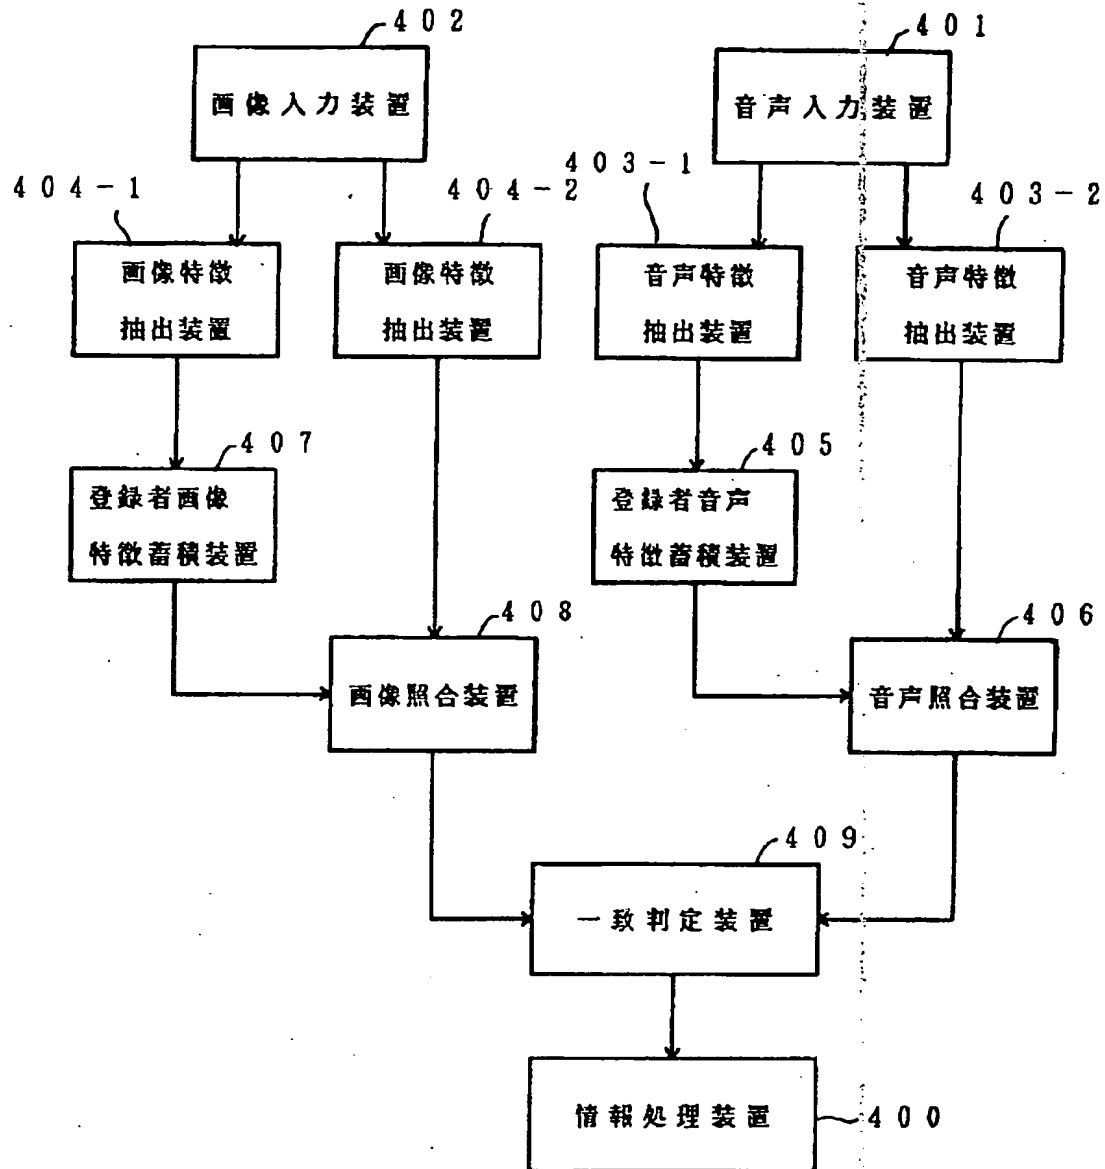 402
401
画像入力装置
音声入力装置
404-1
404-2
403-1
403-2
画像特徴
抽出装置
画像特徴
抽出装置
音声特徴
抽出装置
音声特徴
抽出装置
407
405
登録者画像
特徴蓄積装置
登録者音声
特徴蓄積装置
408
406
画像照合装置
音声照合装置
409
一致判定装置
情報処理装置
400